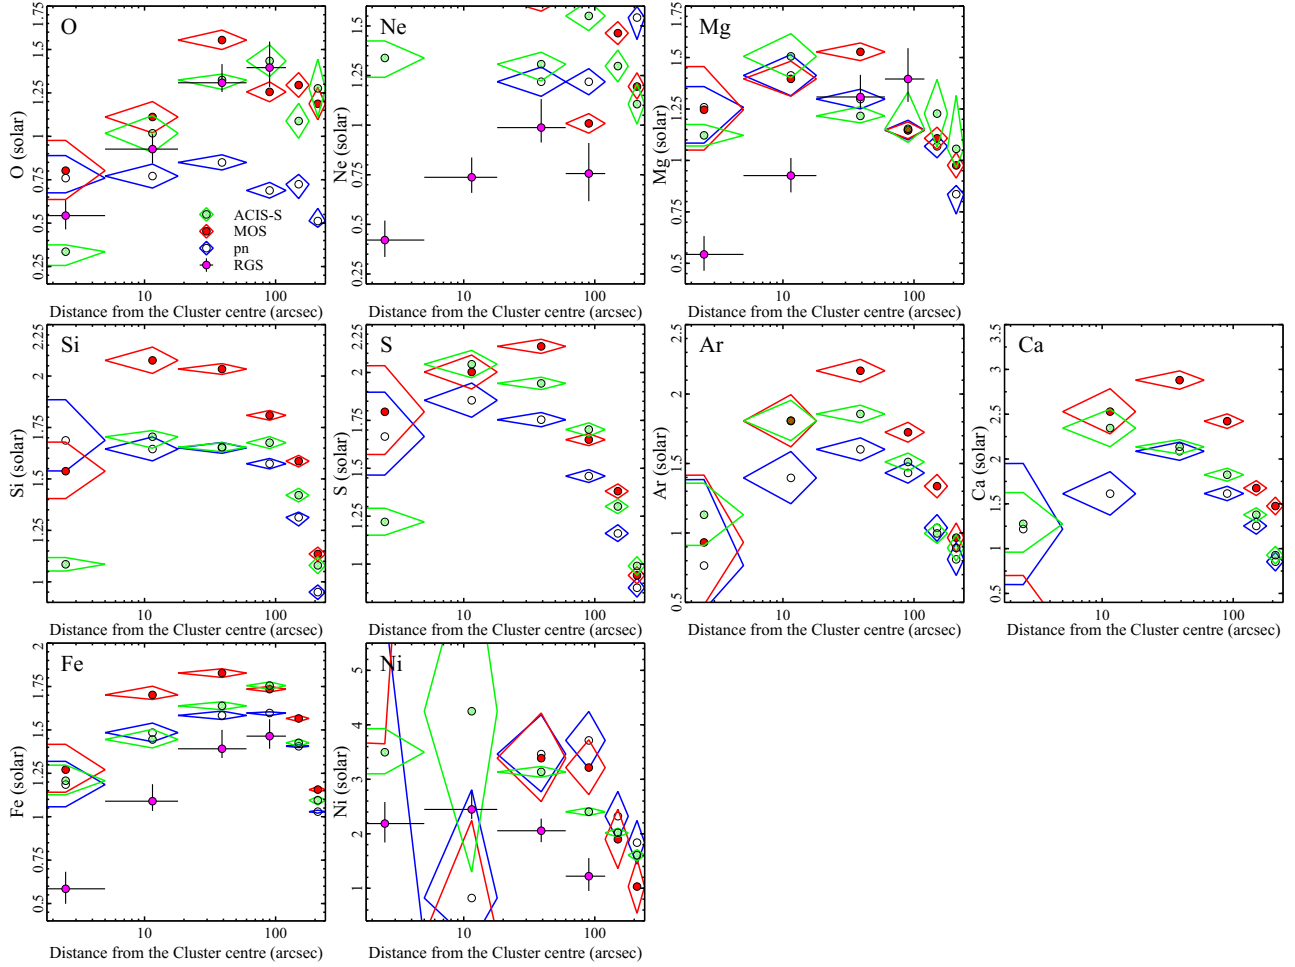 O
Ne
Mg
O (solar)
0.25 0.5 0.75 1 1.25 1.5 1.75
Ne (solar)
0.25 0.5 0.75 1 1.25 1.5
Mg (solar)
0.5 0.75 1 1.25 1.5 1.75
ACIS-S
MOS
pn
RGS
10 100
10 100
10 100
Distance from the Cluster centre (arcsec)
Distance from the Cluster centre (arcsec)
Distance from the Cluster centre (arcsec)
Si
S
Ar
Ca
Si (solar)
1 1.25 1.5 1.75 2 2.25
S (solar)
1 1.25 1.5 1.75 2 2.25
Ar (solar)
0.5 1 1.5 2 2.5
Ca (solar)
0.5 1 1.5 2 2.5 3 3.5
10 100
10 100
10 100
10 100
Distance from the Cluster centre (arcsec)
Distance from the Cluster centre (arcsec)
Distance from the Cluster centre (arcsec)
Distance from the Cluster centre (arcsec)
Fe
Ni
Fe (solar)
0.5 0.75 1 1.25 1.5 1.75 2
Ni (solar)
1 2 3 4 5
10 100
10 100
Distance from the Cluster centre (arcsec)
Distance from the Cluster centre (arcsec)